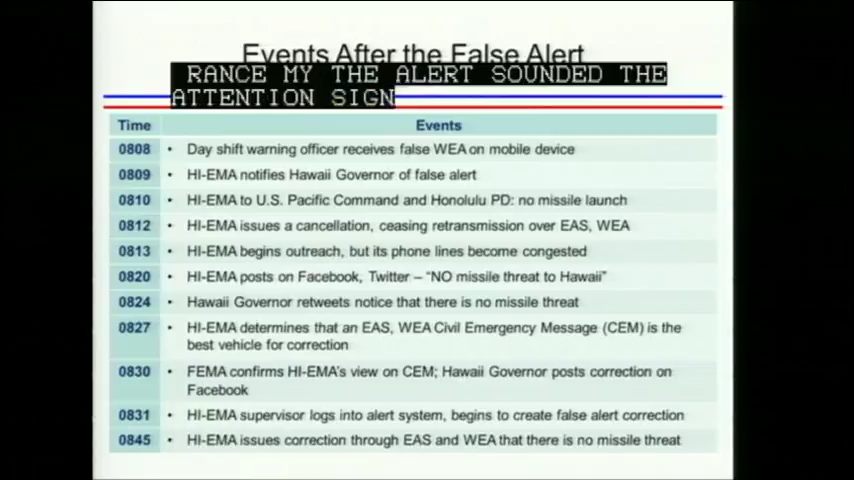 Events After the False Alert
RANCE MY THE ALERT SOUNDED THE
ATTENTION SIGN
Time Events
0808 • Day shift warning officer receives false WEA on mobile device
0809 • HI-EMA notifies Hawaii Governor of false alert
0810 • HI-EMA to U.S. Pacific Command and Honolulu PD: no missile launch
0812 • HI-EMA issues a cancellation, ceasing retransmission over EAS, WEA
0813 • HI-EMA begins outreach, but its phone lines become congested
0820 • HI-EMA posts on Facebook, Twitter – “NO missile threat to Hawaii”
0824 • Hawaii Governor retweets notice that there is no missile threat
0827 • HI-EMA determines that an EAS, WEA Civil Emergency Message (CEM) is the
best vehicle for correction
0830 • FEMA confirms HI-EMA’s view on CEM; Hawaii Governor posts correction on
Facebook
0831 • HI-EMA supervisor logs into alert system, begins to create false alert correction
0845 • HI-EMA issues correction through EAS and WEA that there is no missile threat